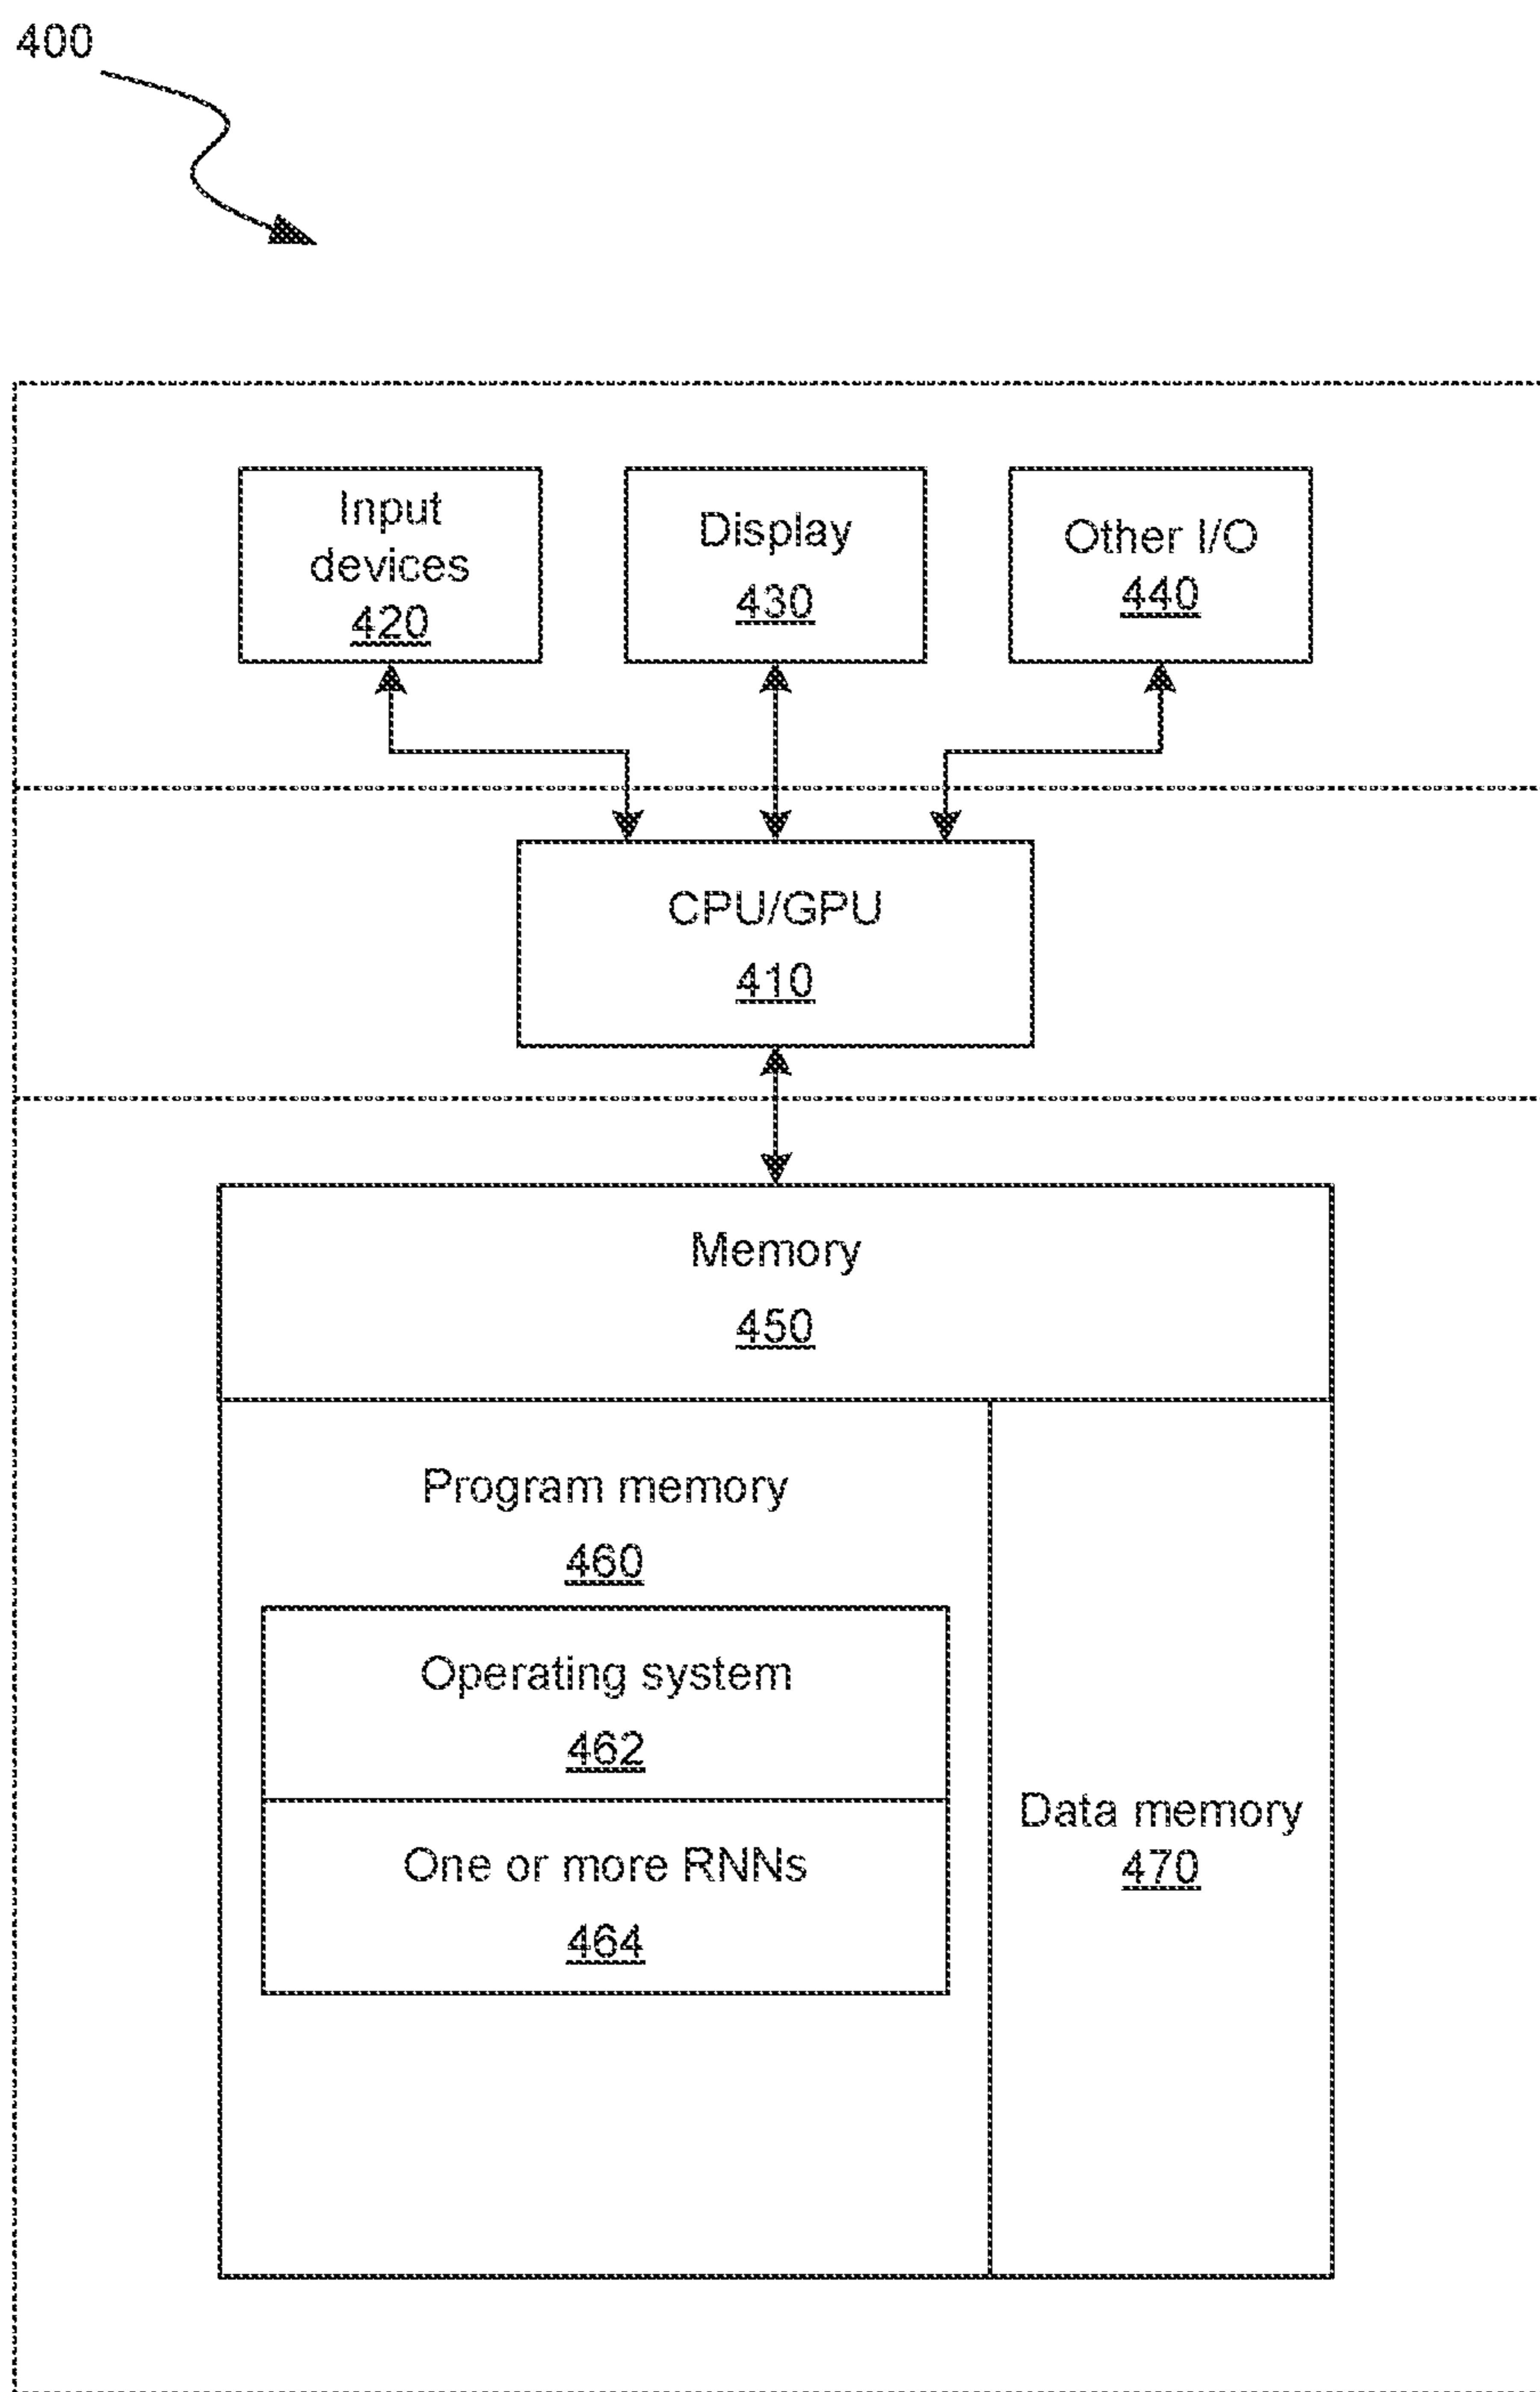 400
Input
devices
420
Display
430
Other I/O
440
CPU/GPU
410
Memory
450
Program memory
460
Operating system
462
One or more RNNs
464
Data memory
470